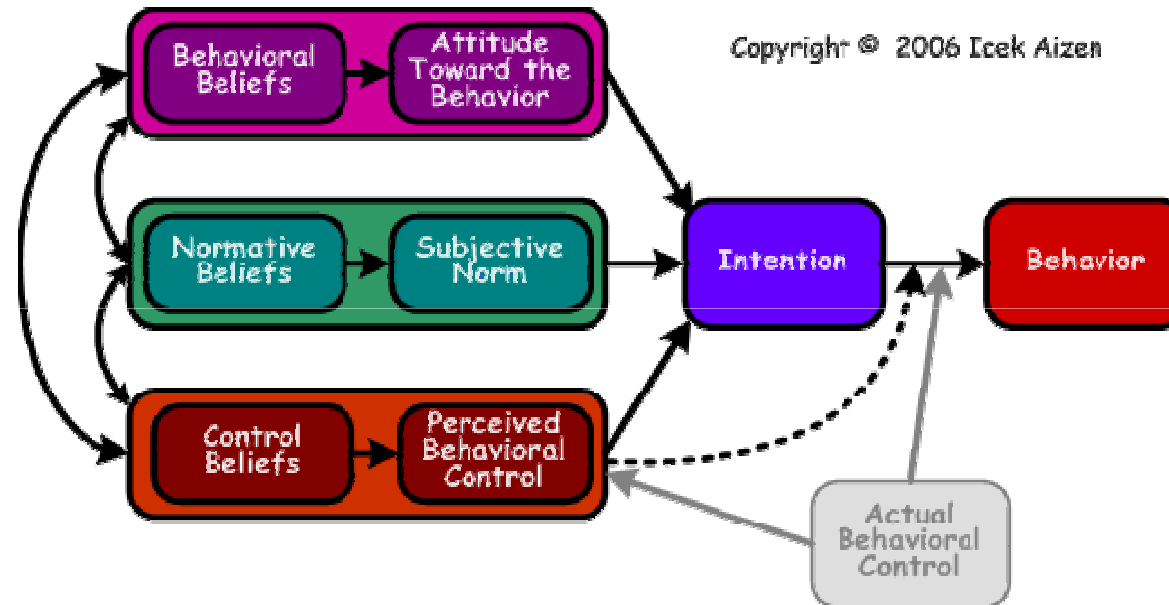 Behavioral
Beliefs
Attitude
Toward the
Behavior
Copyright © 2006 Icek Aizen
Normative
Beliefs
Subjective
Norm
Intention
Behavior
Control
Beliefs
Perceived
Behavioral
Control
Actual
Behavioral
Control